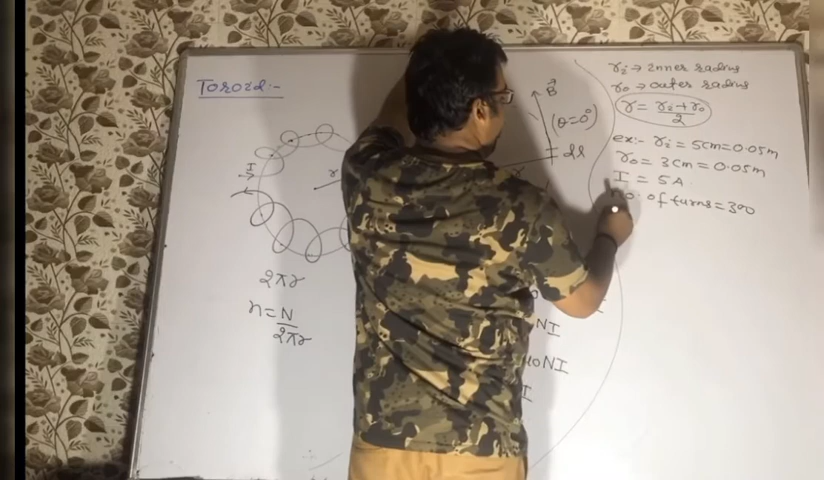 Toroid:-
I
r
2πr
n = N
2πr
B
(θ=0°)
dl
r
NI
μoNI
I
ri → Inner radius
ro → outer radius
r = ri + ro
2
ex:- ri = 5cm = 0.05m
ro = 3cm = 0.05m
I = 5A
no. of turns = 300